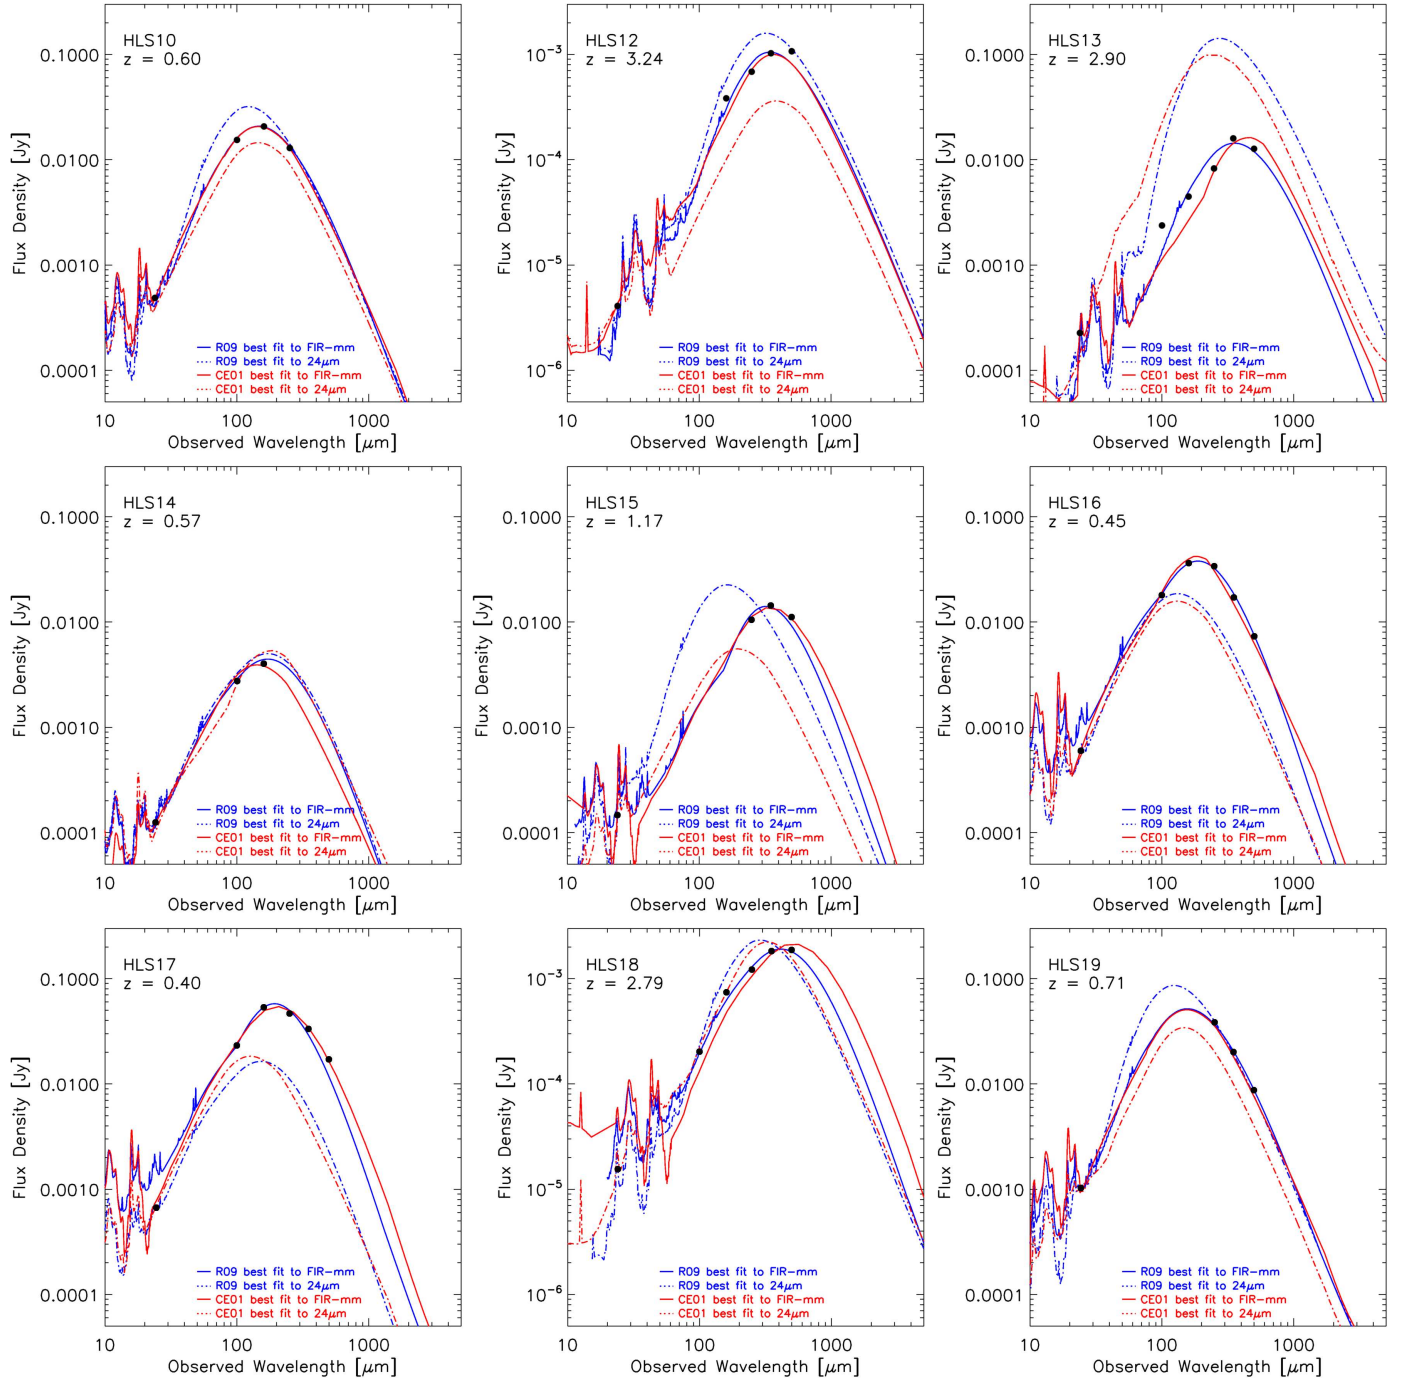 HLS10
z = 0.60
0.1000
0.0100
0.0010
0.0001
Flux Density [Jy]
R09 best fit to FIR−mm
R09 best fit to 24μm
CE01 best fit to FIR−mm
CE01 best fit to 24μm
10 100 1000
Observed Wavelength [μm]
HLS12
z = 3.24
10⁻³
10⁻⁴
10⁻⁵
10⁻⁶
Flux Density [Jy]
R09 best fit to FIR−mm
R09 best fit to 24μm
CE01 best fit to FIR−mm
CE01 best fit to 24μm
10 100 1000
Observed Wavelength [μm]
HLS13
z = 2.90
0.1000
0.0100
0.0010
0.0001
Flux Density [Jy]
R09 best fit to FIR−mm
R09 best fit to 24μm
CE01 best fit to FIR−mm
CE01 best fit to 24μm
10 100 1000
Observed Wavelength [μm]
HLS14
z = 0.57
0.1000
0.0100
0.0010
0.0001
Flux Density [Jy]
R09 best fit to FIR−mm
R09 best fit to 24μm
CE01 best fit to FIR−mm
CE01 best fit to 24μm
10 100 1000
Observed Wavelength [μm]
HLS15
z = 1.17
0.1000
0.0100
0.0010
0.0001
Flux Density [Jy]
R09 best fit to FIR−mm
R09 best fit to 24μm
CE01 best fit to FIR−mm
CE01 best fit to 24μm
10 100 1000
Observed Wavelength [μm]
HLS16
z = 0.45
0.1000
0.0100
0.0010
0.0001
Flux Density [Jy]
R09 best fit to FIR−mm
R09 best fit to 24μm
CE01 best fit to FIR−mm
CE01 best fit to 24μm
10 100 1000
Observed Wavelength [μm]
HLS17
z = 0.40
0.1000
0.0100
0.0010
0.0001
Flux Density [Jy]
R09 best fit to FIR−mm
R09 best fit to 24μm
CE01 best fit to FIR−mm
CE01 best fit to 24μm
10 100 1000
Observed Wavelength [μm]
HLS18
z = 2.79
10⁻³
10⁻⁴
10⁻⁵
10⁻⁶
Flux Density [Jy]
R09 best fit to FIR−mm
R09 best fit to 24μm
CE01 best fit to FIR−mm
CE01 best fit to 24μm
10 100 1000
Observed Wavelength [μm]
HLS19
z = 0.71
0.1000
0.0100
0.0010
0.0001
Flux Density [Jy]
R09 best fit to FIR−mm
R09 best fit to 24μm
CE01 best fit to FIR−mm
CE01 best fit to 24μm
10 100 1000
Observed Wavelength [μm]